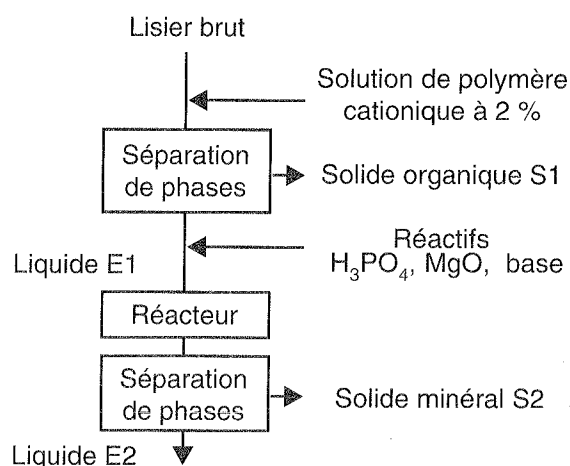 Lisier brut
Solution de polymère
cationique à 2 %
Séparation
de phases
Solide organique S1
Réactifs
H₃PO₄, MgO, base
Liquide E1
Réacteur
Séparation
de phases
Solide minéral S2
Liquide E2